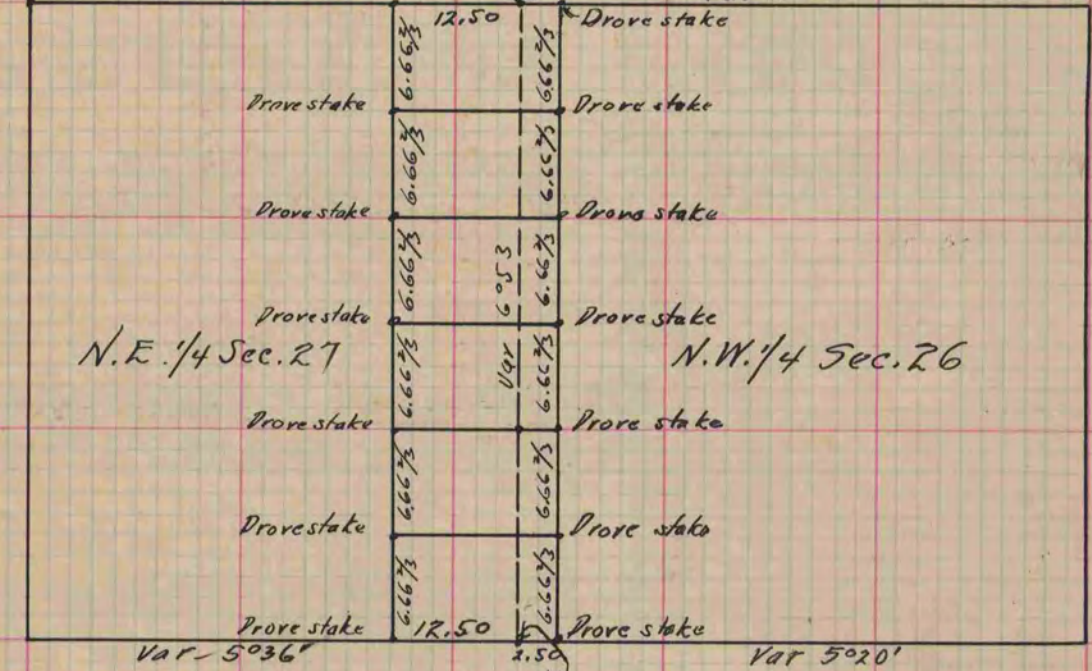 12.50 Drove stake
6.66⅔ 6.66⅔
Drove stake Drove stake
6.66⅔ 6.66⅔
Drove stake Drove stake
6.66⅔ Var 6°53 6.66⅔
Drove stake Drove stake
N.E.1/4 Sec.27 N.W.1/4 Sec.26
6.66⅔ 6.66⅔
Drove stake Drove stake
6.66⅔ 6.66⅔
Drove stake Drove stake
6.66⅔ 6.66⅔
Drove stake 12.50 Drove stake
Var - 5°36' 2.50 Var 5°20'